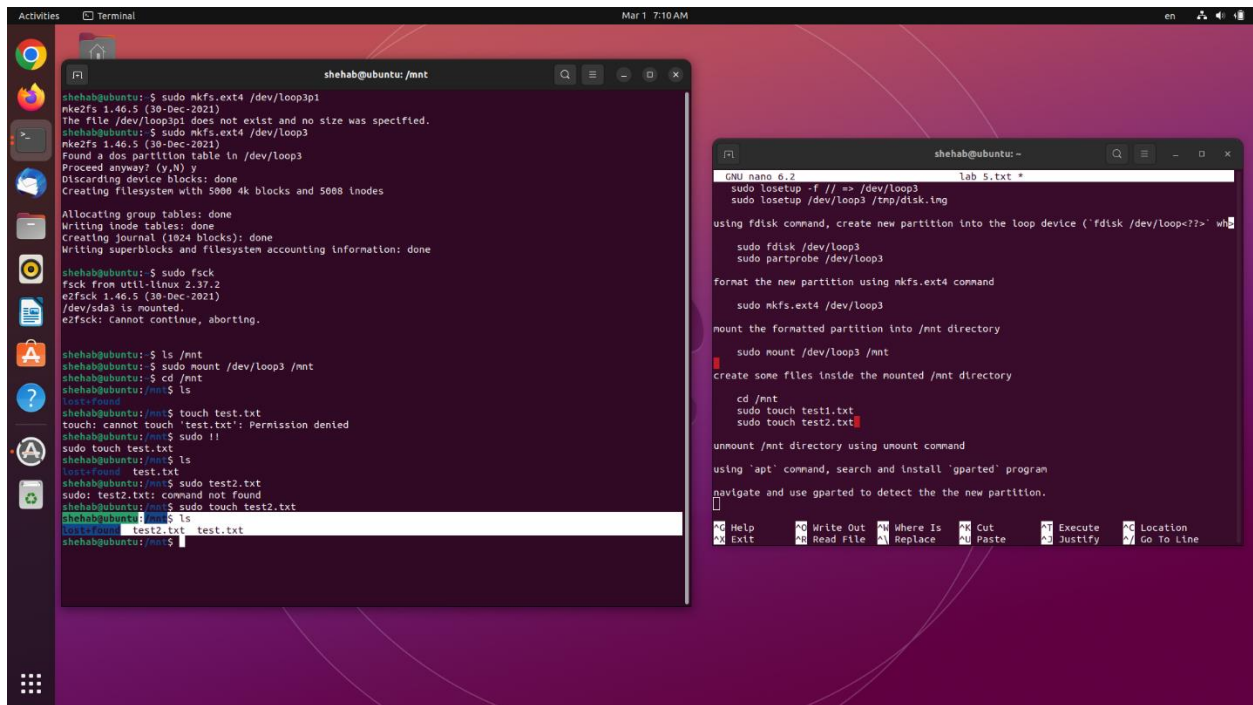 Activities Terminal Mar 1 7:10 AM en
shehab@ubuntu: /mnt
shehab@ubuntu:~$ sudo mkfs.ext4 /dev/loop3p1
mke2fs 1.46.5 (30-Dec-2021)
The file /dev/loop3p1 does not exist and no size was specified.
shehab@ubuntu:~$ sudo mkfs.ext4 /dev/loop3
mke2fs 1.46.5 (30-Dec-2021)
Found a dos partition table in /dev/loop3
Proceed anyway? (y,N) y
Discarding device blocks: done
Creating filesystem with 5000 4k blocks and 5008 inodes
Allocating group tables: done
Writing inode tables: done
Creating journal (1024 blocks): done
Writing superblocks and filesystem accounting information: done
shehab@ubuntu:~$ sudo fsck
fsck from util-linux 2.37.2
e2fsck 1.46.5 (30-Dec-2021)
/dev/sda3 is mounted.
e2fsck: Cannot continue, aborting.
shehab@ubuntu:~$ ls /mnt
shehab@ubuntu:~$ sudo mount /dev/loop3 /mnt
shehab@ubuntu:~$ cd /mnt
shehab@ubuntu:/mnt$ ls
lost+found
shehab@ubuntu:/mnt$ touch test.txt
touch: cannot touch 'test.txt': Permission denied
shehab@ubuntu:/mnt$ sudo !!
sudo touch test.txt
shehab@ubuntu:/mnt$ ls
lost+found test.txt
shehab@ubuntu:/mnt$ sudo test2.txt
sudo: test2.txt: command not found
shehab@ubuntu:/mnt$ sudo touch test2.txt
shehab@ubuntu:/mnt$ ls
lost+found test2.txt test.txt
shehab@ubuntu:/mnt$
shehab@ubuntu: ~
GNU nano 6.2 lab 5.txt *
sudo losetup -f // => /dev/loop3
sudo losetup /dev/loop3 /tmp/disk.img
using fdisk command, create new partition into the loop device (`fdisk /dev/loop<??>` wh>
sudo fdisk /dev/loop3
sudo partprobe /dev/loop3
format the new partition using mkfs.ext4 command
sudo mkfs.ext4 /dev/loop3
mount the formatted partition into /mnt directory
sudo mount /dev/loop3 /mnt
create some files inside the mounted /mnt directory
cd /mnt
sudo touch test1.txt
sudo touch test2.txt
unmount /mnt directory using umount command
using `apt` command, search and install `gparted` program
navigate and use gparted to detect the the new partition.
^G Help ^O Write Out ^W Where Is ^K Cut ^T Execute ^C Location
^X Exit ^R Read File ^\ Replace ^U Paste ^J Justify ^/ Go To Line